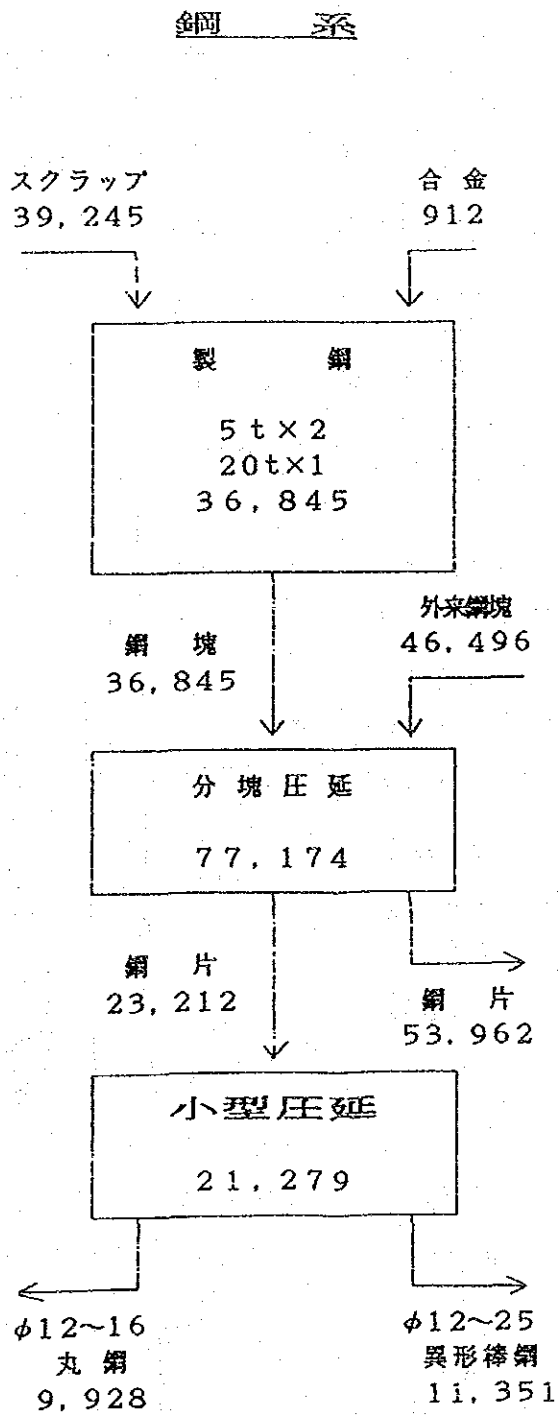 鋼 系
スクラップ
39,245
合 金
912
製 鋼
5t×2
20t×1
36,845
鋼 塊
36,845
外来鋼塊
46.496
分 塊 圧 延
77,174
鋼 片
23,212
鋼 片
53.962
小型圧延
21,279
φ12~16
丸 鋼
9,928
φ12~25
異形棒鋼
11,351